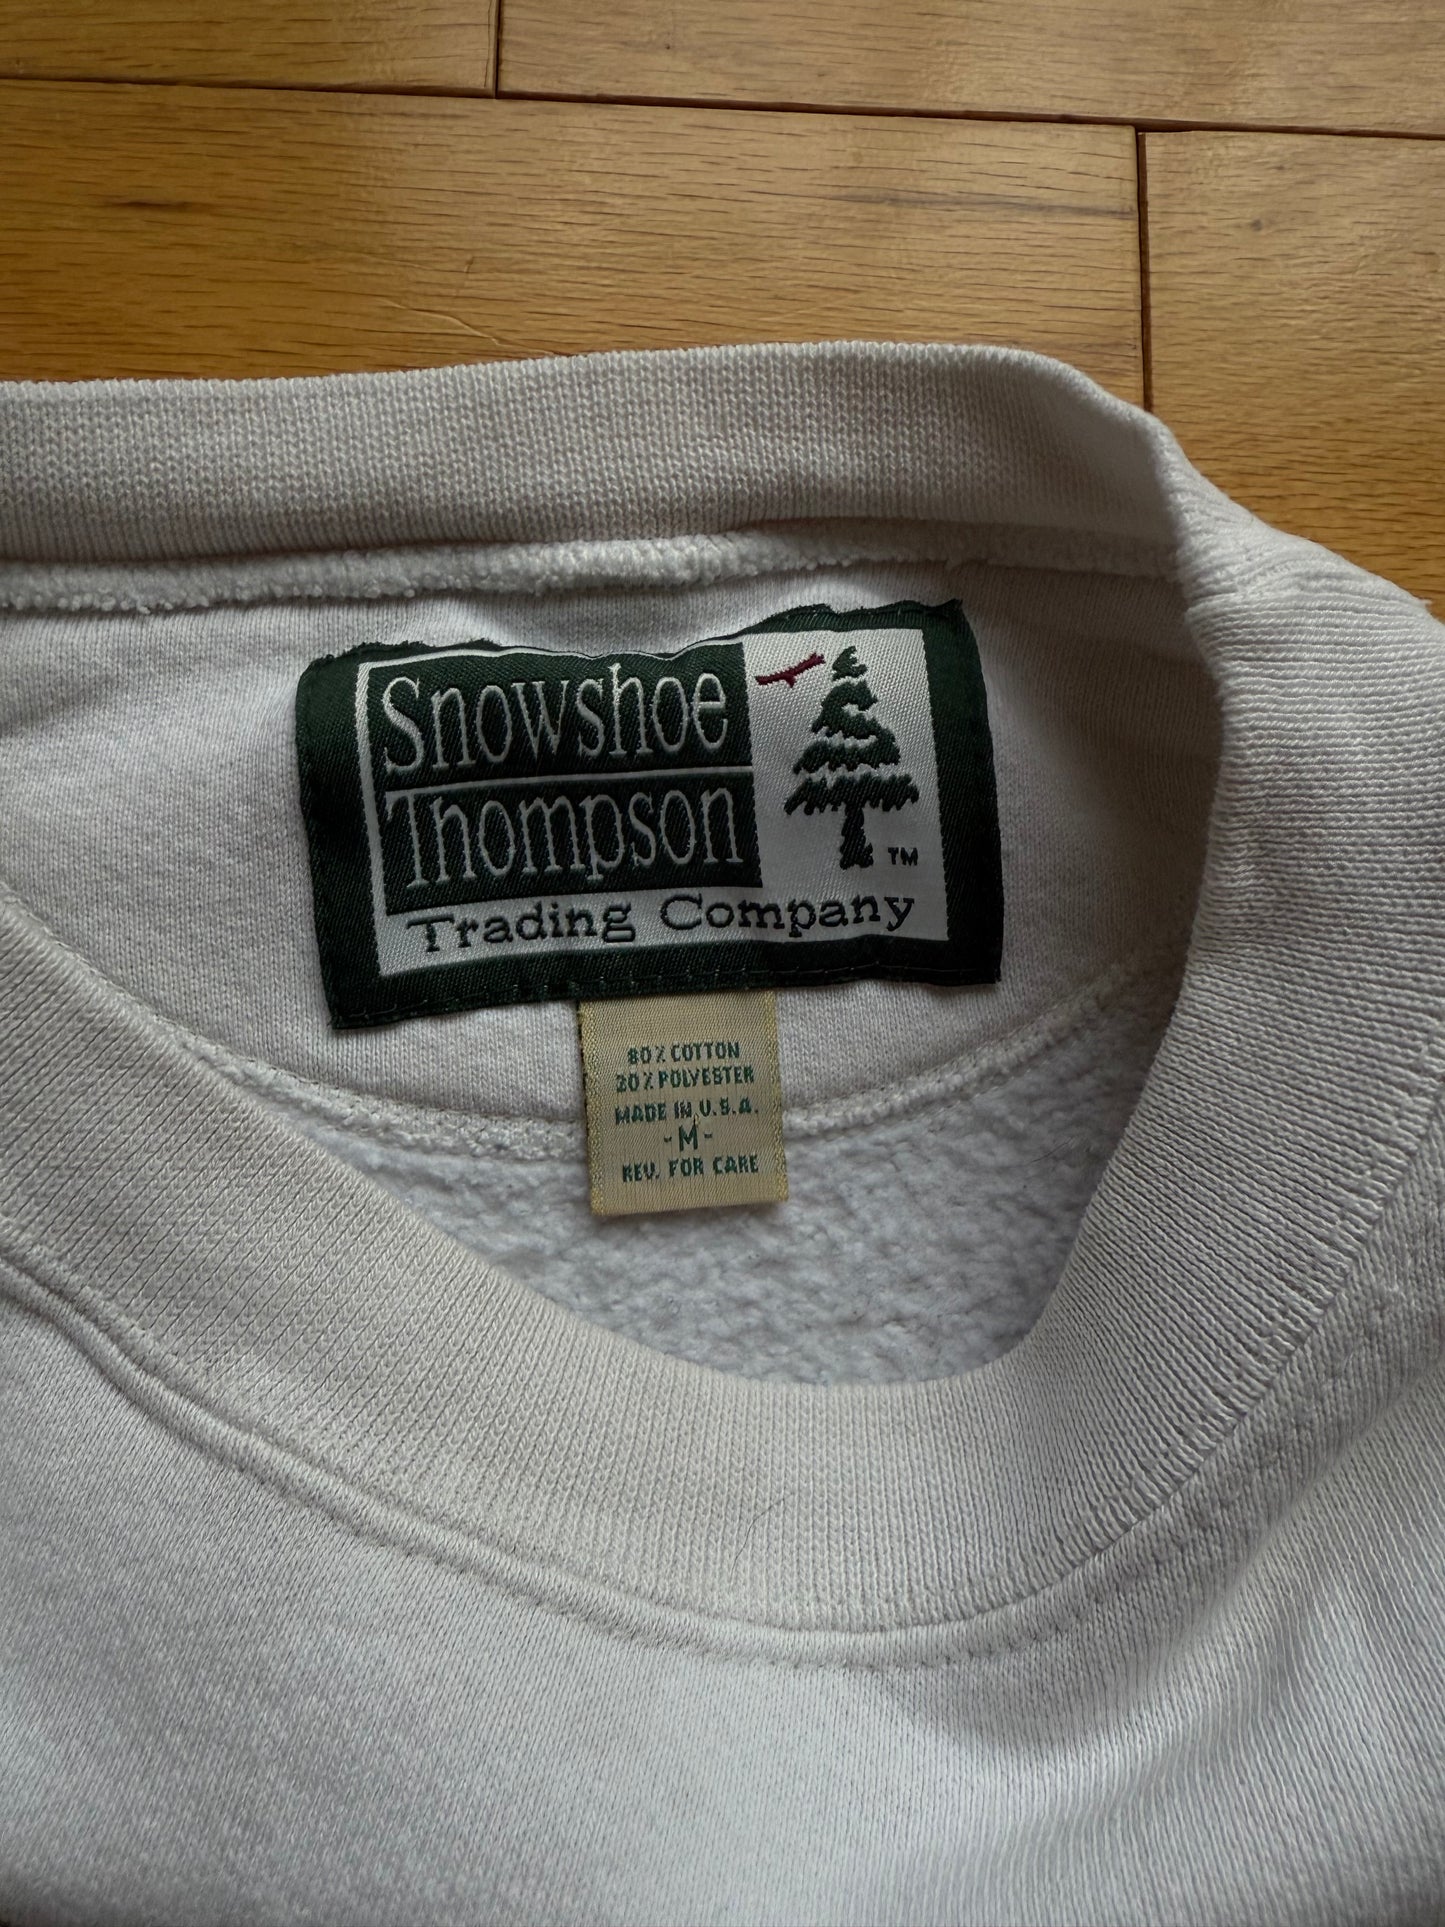 Snowshoe
Thompson
TM
Trading Company
80% COTTON
20% POLYESTER
MADE IN U.S.A.
-M-
REV. FOR CARE